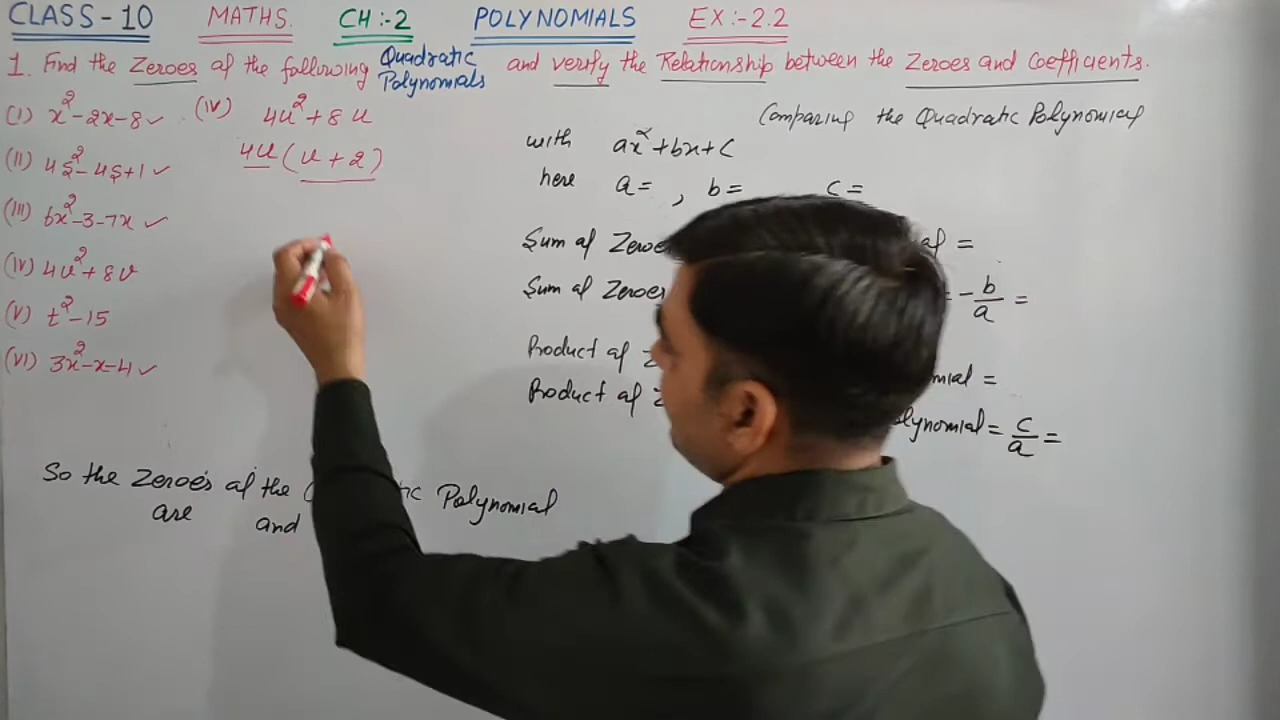 CLASS-10 MATHS. CH:-2 POLYNOMIALS EX:-2.2
1. Find the Zeroes of the following Quadratic Polynomials and verify the Relationship between the Zeroes and Coefficients.
(I) x²-2x-8✓
(II) 4s²-4s+1✓
(III) 6x²-3-7x✓
(IV) 4u²+8u
(V) t²-15
(VI) 3x²-x-4✓
(IV) 4u²+8u
4u(u+2)
Comparing the Quadratic Polynomial
with ax²+bx+c
here a= , b= c=
Sum of Zeroe of =
Sum of Zeroes = -b/a =
Product of =
Product of = c/a =
So the Zeroe's of the Polynomial
are and